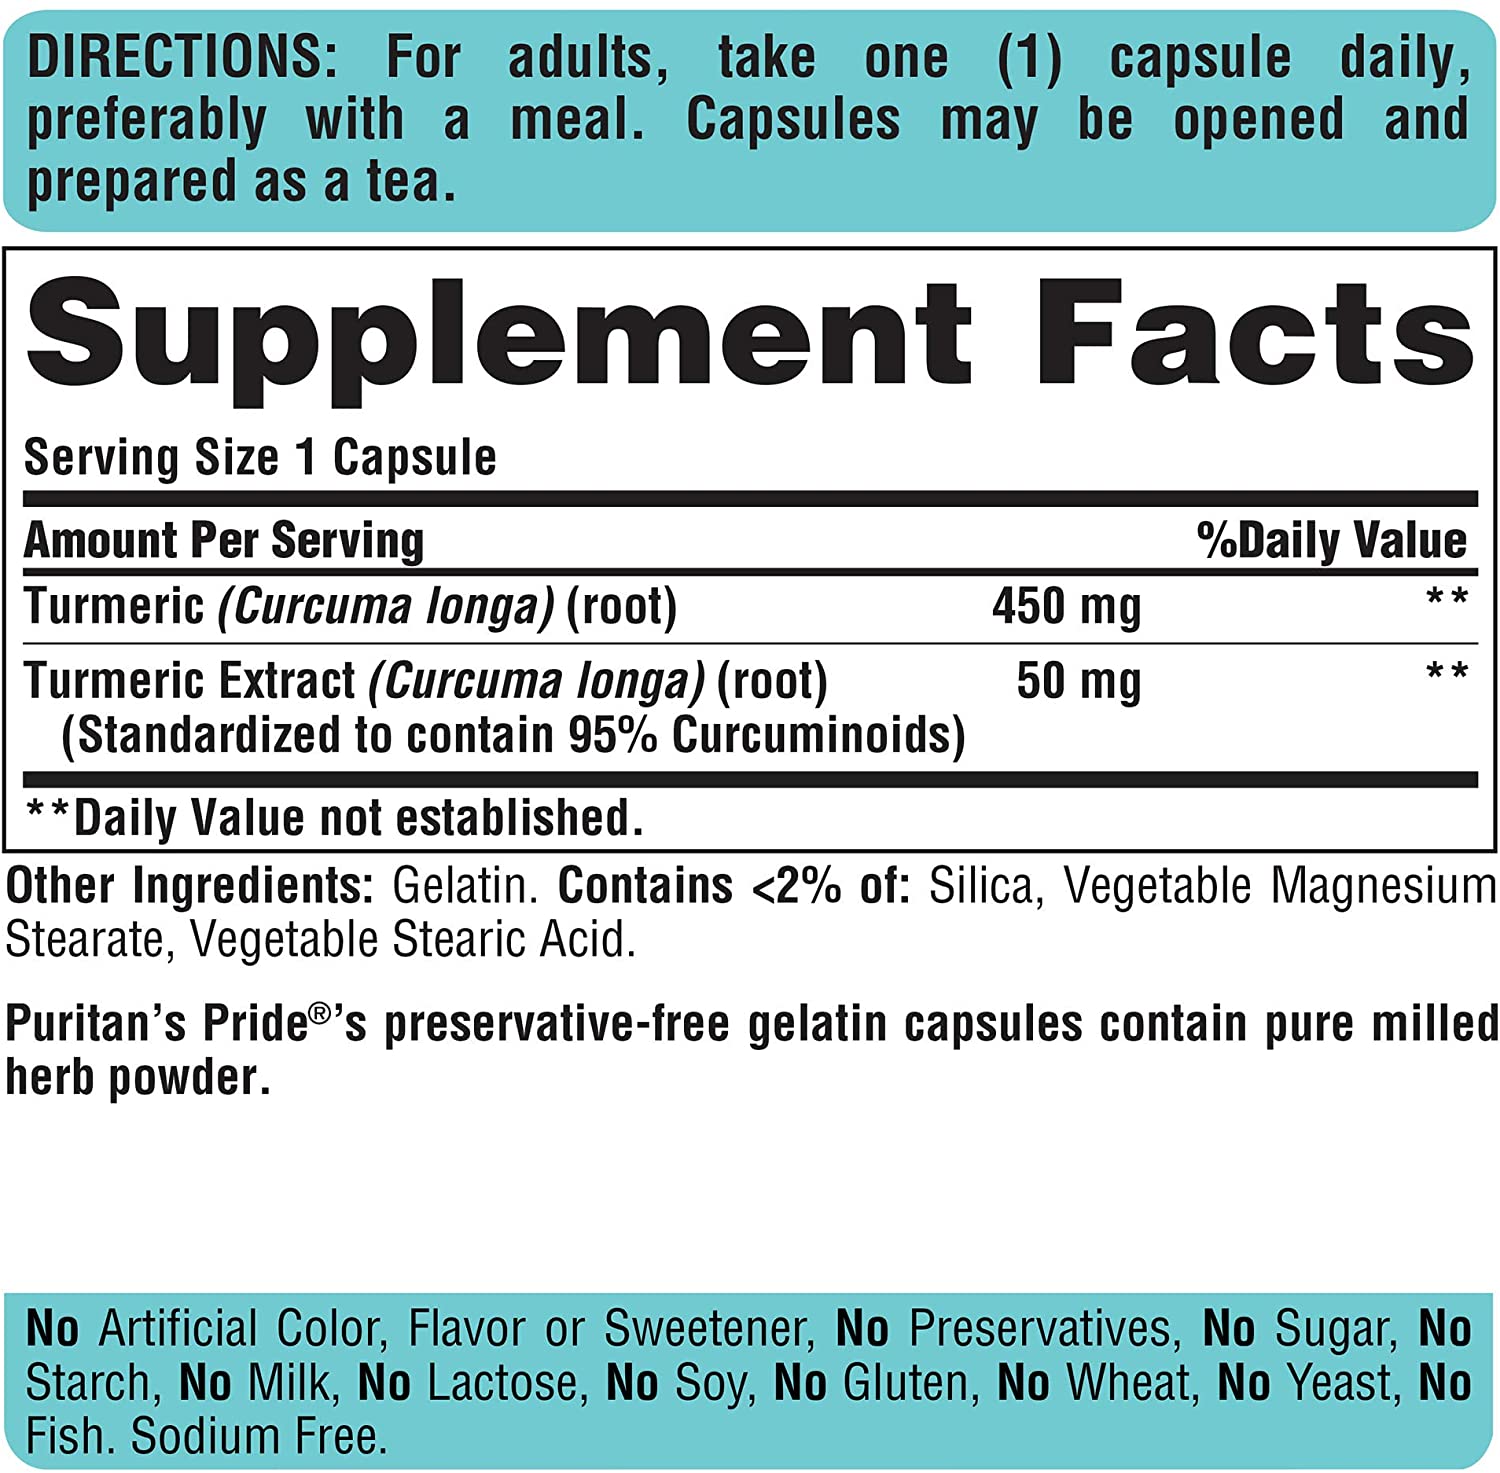 DIRECTIONS: For adults, take one (1) capsule daily,
preferably with a meal. Capsules may be opened and
prepared as a tea.
Supplement Facts
Serving Size 1 Capsule
Amount Per Serving %Daily Value
Turmeric (Curcuma longa) (root) 450 mg **
Turmeric Extract (Curcuma longa) (root) 50 mg **
(Standardized to contain 95% Curcuminoids)
**Daily Value not established.
Other Ingredients: Gelatin. Contains <2% of: Silica, Vegetable Magnesium
Stearate, Vegetable Stearic Acid.
Puritan’s Pride®’s preservative-free gelatin capsules contain pure milled
herb powder.
No Artificial Color, Flavor or Sweetener, No Preservatives, No Sugar, No
Starch, No Milk, No Lactose, No Soy, No Gluten, No Wheat, No Yeast, No
Fish. Sodium Free.